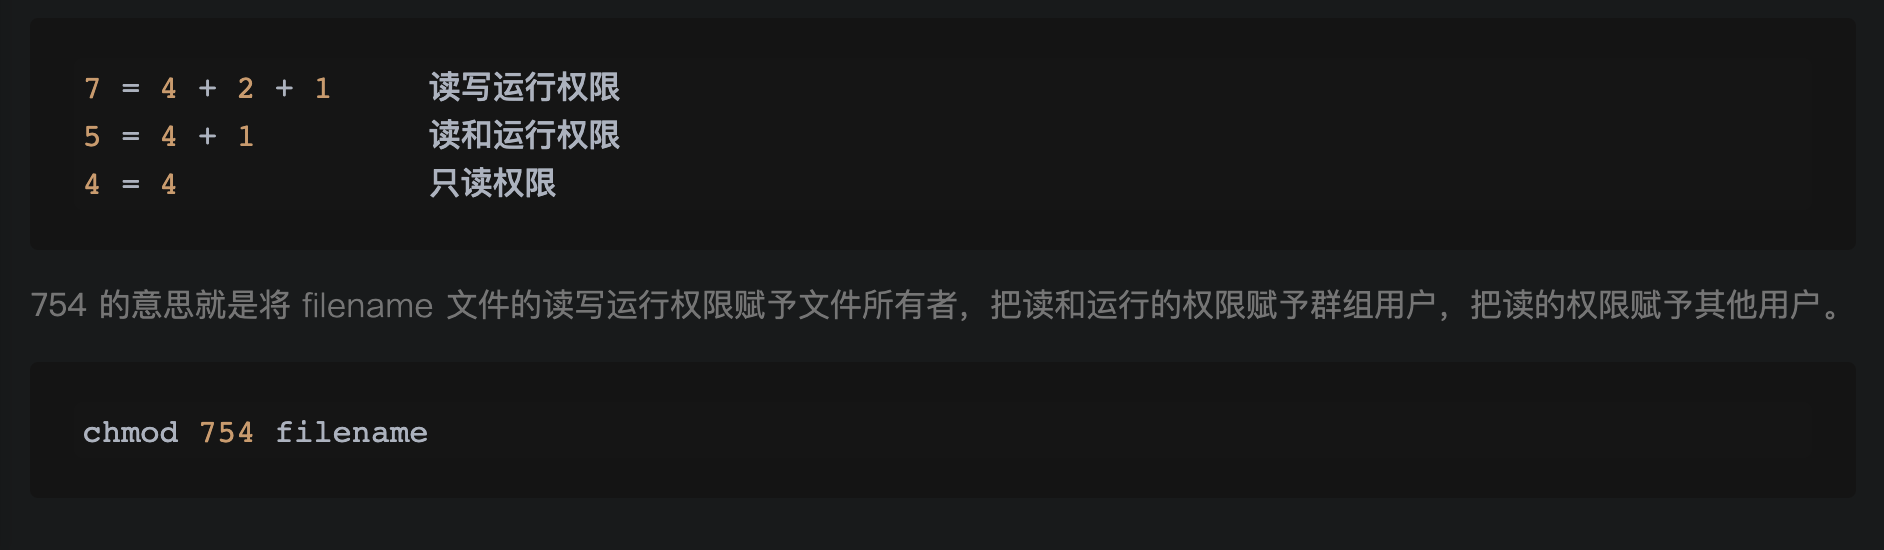 7 = 4 + 2 + 1     读写运行权限
5 = 4 + 1         读和运行权限
4 = 4             只读权限
754 的意思就是将 filename 文件的读写运行权限赋予文件所有者，把读和运行的权限赋予群组用户，把读的权限赋予其他用户。
chmod 754 filename